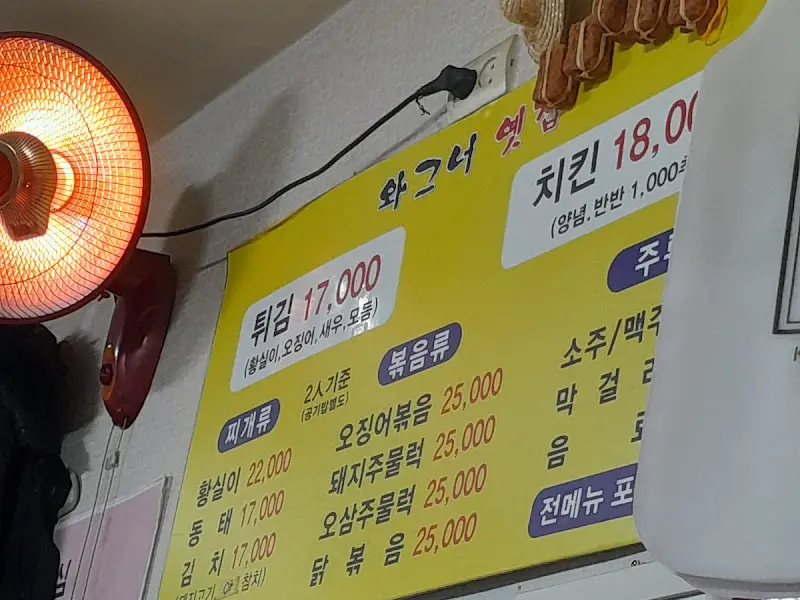 와그너 옛집
치킨 18,00
(양념, 반반 1,000
튀김 17,000
(황실이, 오징어, 새우, 모듬)
찌개류
2人기준
(공기밥별도)
황실이 22,000
동태 17,000
김치 17,000
참치)
볶음류
오징어볶음 25,000
돼지주물럭 25,000
오삼주물럭 25,000
닭볶음 25,000
주
소주/맥주
막걸리
음
전메뉴 포